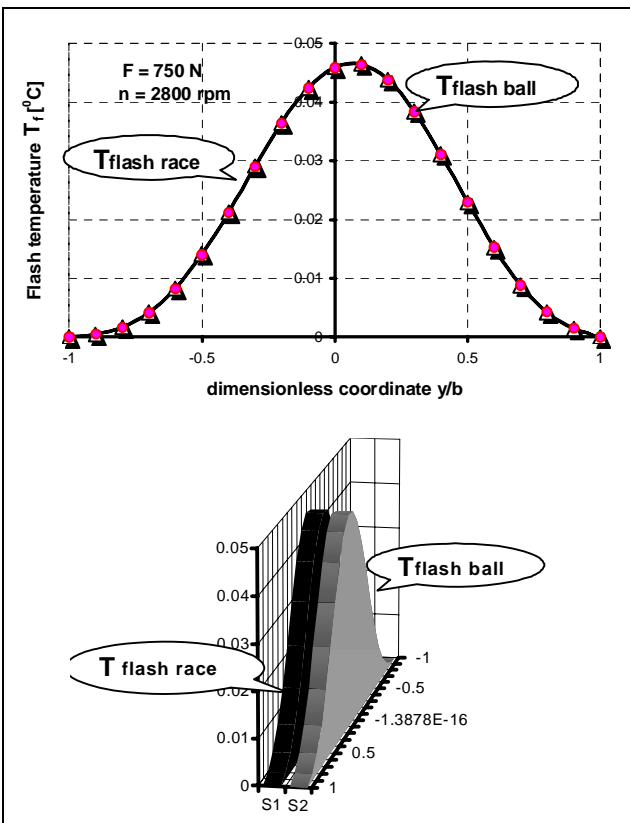 Flash temperature Tf [⁰C]
F = 750 N
n = 2800 rpm
0.05
0.04
0.03
0.02
0.01
0
Tflash ball
Tflash race
-1
-0.5
0
0.5
1
dimensionless coordinate y/b
0.05
0.04
0.03
0.02
0.01
0
Tflash ball
T flash race
-1
-0.5
-1.3878E-16
0.5
1
S1 S2